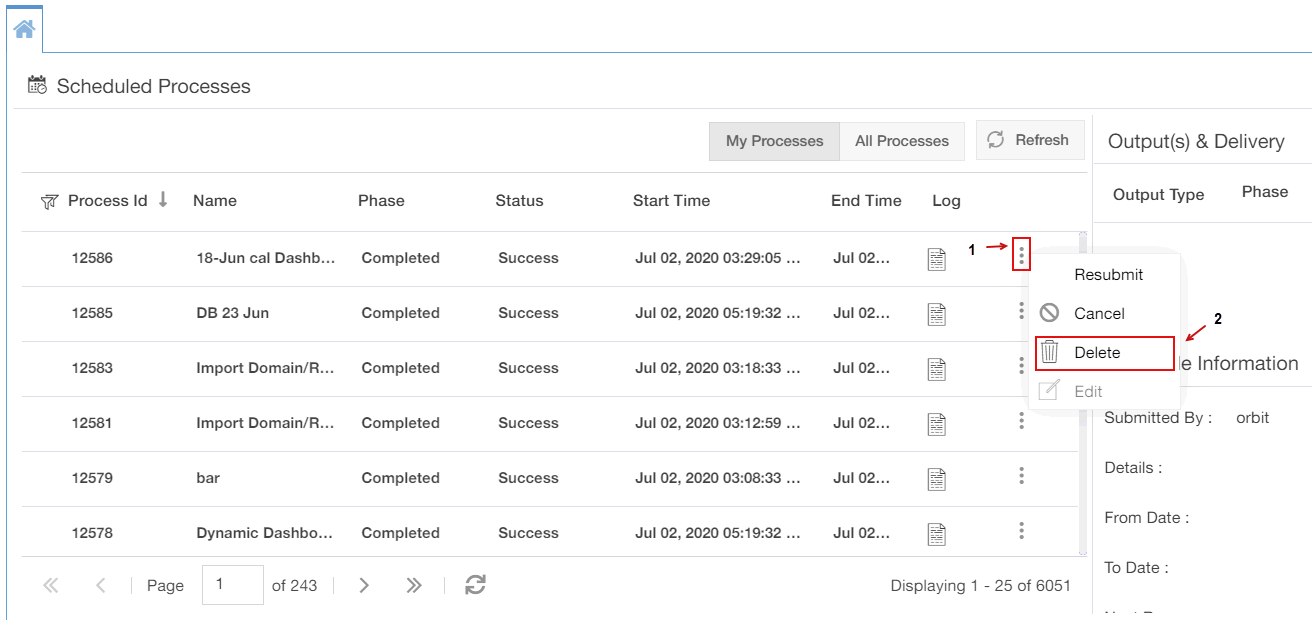 Scheduled Processes
My Processes All Processes Refresh
Output(s) & Delivery
Process Id Name Phase Status Start Time End Time Log
Output Type Phase
12586 18-Jun cal Dashb... Completed Success Jul 02, 2020 03:29:05 ... Jul 02...
1
Resubmit
12585 DB 23 Jun Completed Success Jul 02, 2020 05:19:32 ... Jul 02...
Cancel
2
Delete
le Information
12583 Import Domain/R... Completed Success Jul 02, 2020 03:18:33 ... Jul 02...
Edit
12581 Import Domain/R... Completed Success Jul 02, 2020 03:12:59 ... Jul 02...
Submitted By : orbit
12579 bar Completed Success Jul 02, 2020 03:08:33 ... Jul 02...
Details :
From Date :
12578 Dynamic Dashbo... Completed Success Jul 02, 2020 05:19:32 ... Jul 02...
To Date :
Page 1 of 243
Displaying 1 - 25 of 6051